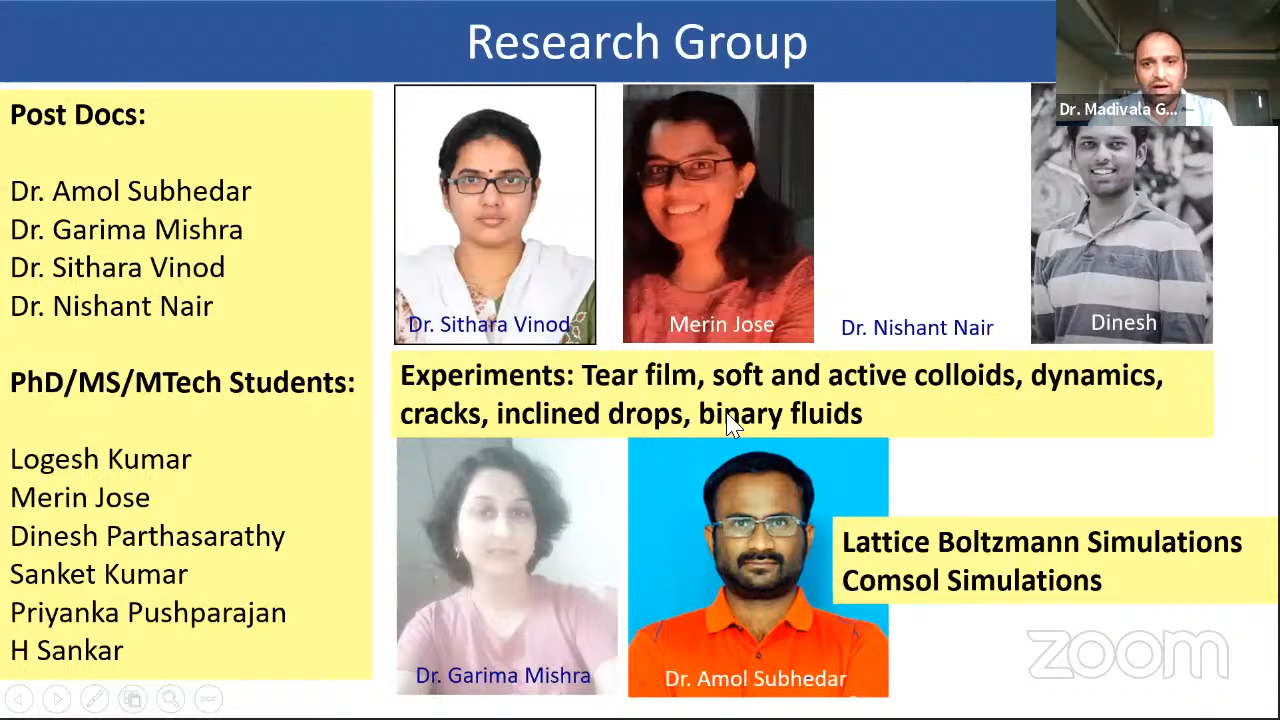 Research Group
Dr. Madivala G...
Post Docs:
Dr. Amol Subhedar
Dr. Garima Mishra
Dr. Sithara Vinod
Dr. Nishant Nair
PhD/MS/MTech Students:
Logesh Kumar
Merin Jose
Dinesh Parthasarathy
Sanket Kumar
Priyanka Pushparajan
H Sankar
Dr. Sithara Vinod
Merin Jose
Dr. Nishant Nair
Dinesh
Experiments: Tear film, soft and active colloids, dynamics,
cracks, inclined drops, binary fluids
Dr. Garima Mishra
Dr. Amol Subhedar
Lattice Boltzmann Simulations
Comsol Simulations
zoom